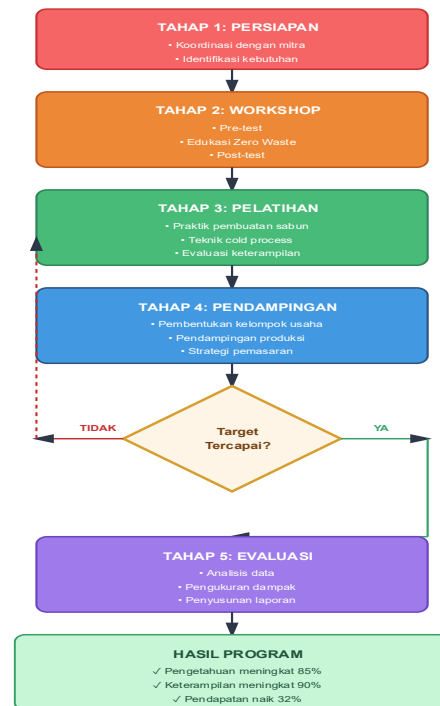 TAHAP 1: PERSIAPAN
• Koordinasi dengan mitra
• Identifikasi kebutuhan
TAHAP 2: WORKSHOP
• Pre-test
• Edukasi Zero Waste
• Post-test
TAHAP 3: PELATIHAN
• Praktik pembuatan sabun
• Teknik cold process
• Evaluasi keterampilan
TAHAP 4: PENDAMPINGAN
• Pembentukan kelompok usaha
• Pendampingan produksi
• Strategi pemasaran
Target
Tercapai?
TIDAK
YA
TAHAP 5: EVALUASI
• Analisis data
• Pengukuran dampak
• Penyusunan laporan
HASIL PROGRAM
✓ Pengetahuan meningkat 85%
✓ Keterampilan meningkat 90%
✓ Pendapatan naik 32%